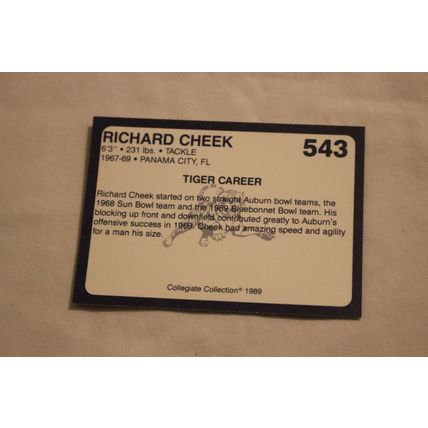 RICHARD CHEEK 543
6'3" • 231 lbs. • TACKLE
1967-69 • PANAMA CITY, FL
TIGER CAREER
Richard Cheek started on two straight Auburn bowl teams, the
1968 Sun Bowl team and the 1969 Bluebonnet Bowl team. His
blocking up front and downfield contributed greatly to Auburn's
offensive success in 1969. Cheek had amazing speed and agility
for a man his size.
Collegiate Collection® 1989